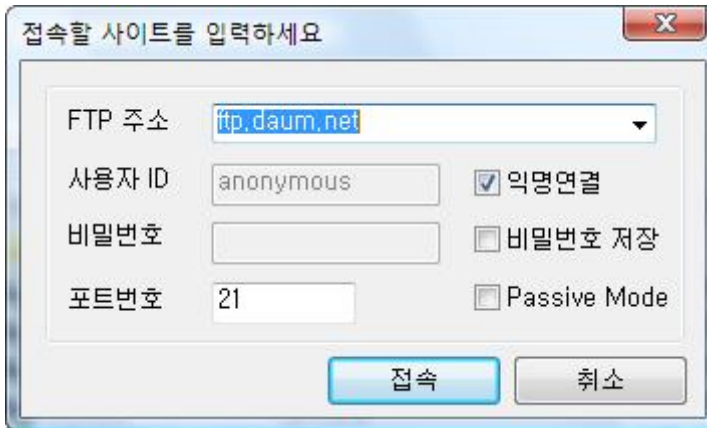 접속할 사이트를 입력하세요
FTP 주소 ftp.daum.net
사용자 ID anonymous 익명연결
비밀번호 비밀번호 저장
포트번호 21 Passive Mode
접속 취소